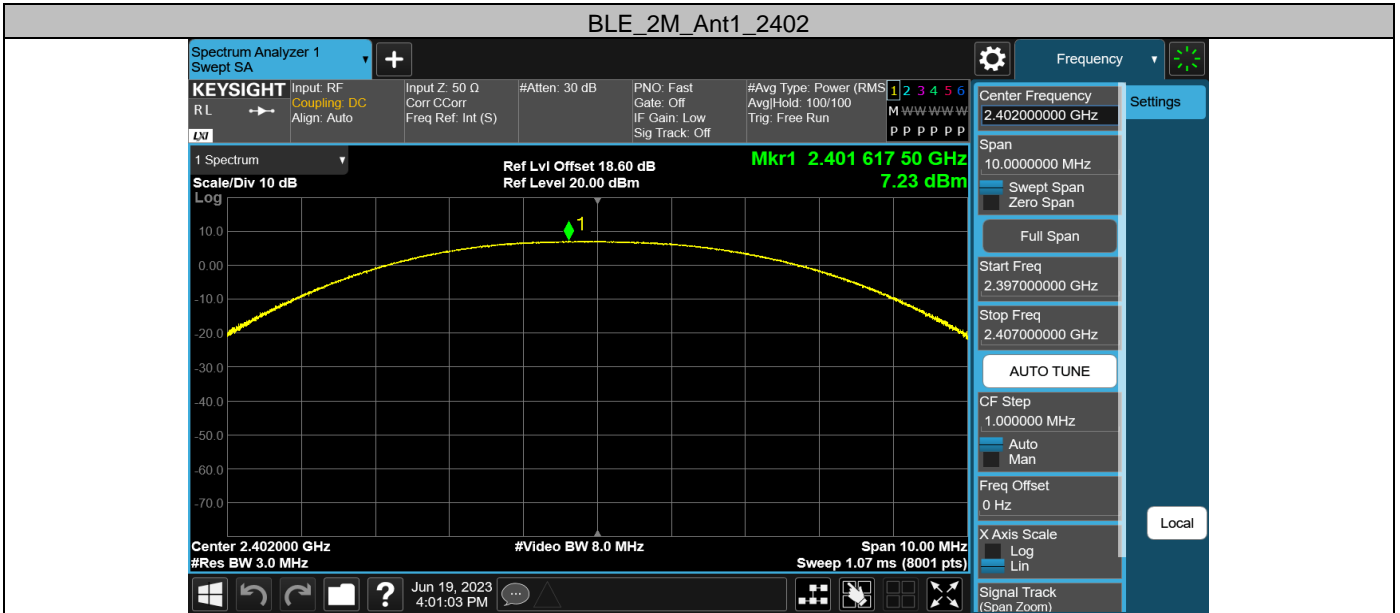 BLE_2M_Ant1_2402
Spectrum Analyzer 1
Swept SA
+
Frequency
KEYSIGHT
R L
LXI
Input: RF
Coupling: DC
Align: Auto
Input Z: 50 Ω
Corr CCorr
Freq Ref: Int (S)
#Atten: 30 dB
PNO: Fast
Gate: Off
IF Gain: Low
Sig Track: Off
#Avg Type: Power (RMS
Avg|Hold: 100/100
Trig: Free Run
1 2 3 4 5 6
M W W W W W
P P P P P P
1 Spectrum
Scale/Div 10 dB
Log
Ref Lvl Offset 18.60 dB
Ref Level 20.00 dBm
Mkr1 2.401 617 50 GHz
7.23 dBm
1
10.0
0.00
-10.0
-20.0
-30.0
-40.0
-50.0
-60.0
-70.0
Center 2.402000 GHz
#Res BW 3.0 MHz
#Video BW 8.0 MHz
Span 10.00 MHz
Sweep 1.07 ms (8001 pts)
Center Frequency
2.402000000 GHz
Span
10.0000000 MHz
Swept Span
Zero Span
Full Span
Start Freq
2.397000000 GHz
Stop Freq
2.407000000 GHz
AUTO TUNE
CF Step
1.000000 MHz
Auto
Man
Freq Offset
0 Hz
X Axis Scale
Log
Lin
Signal Track
(Span Zoom)
Settings
Local
?
Jun 19, 2023
4:01:03 PM